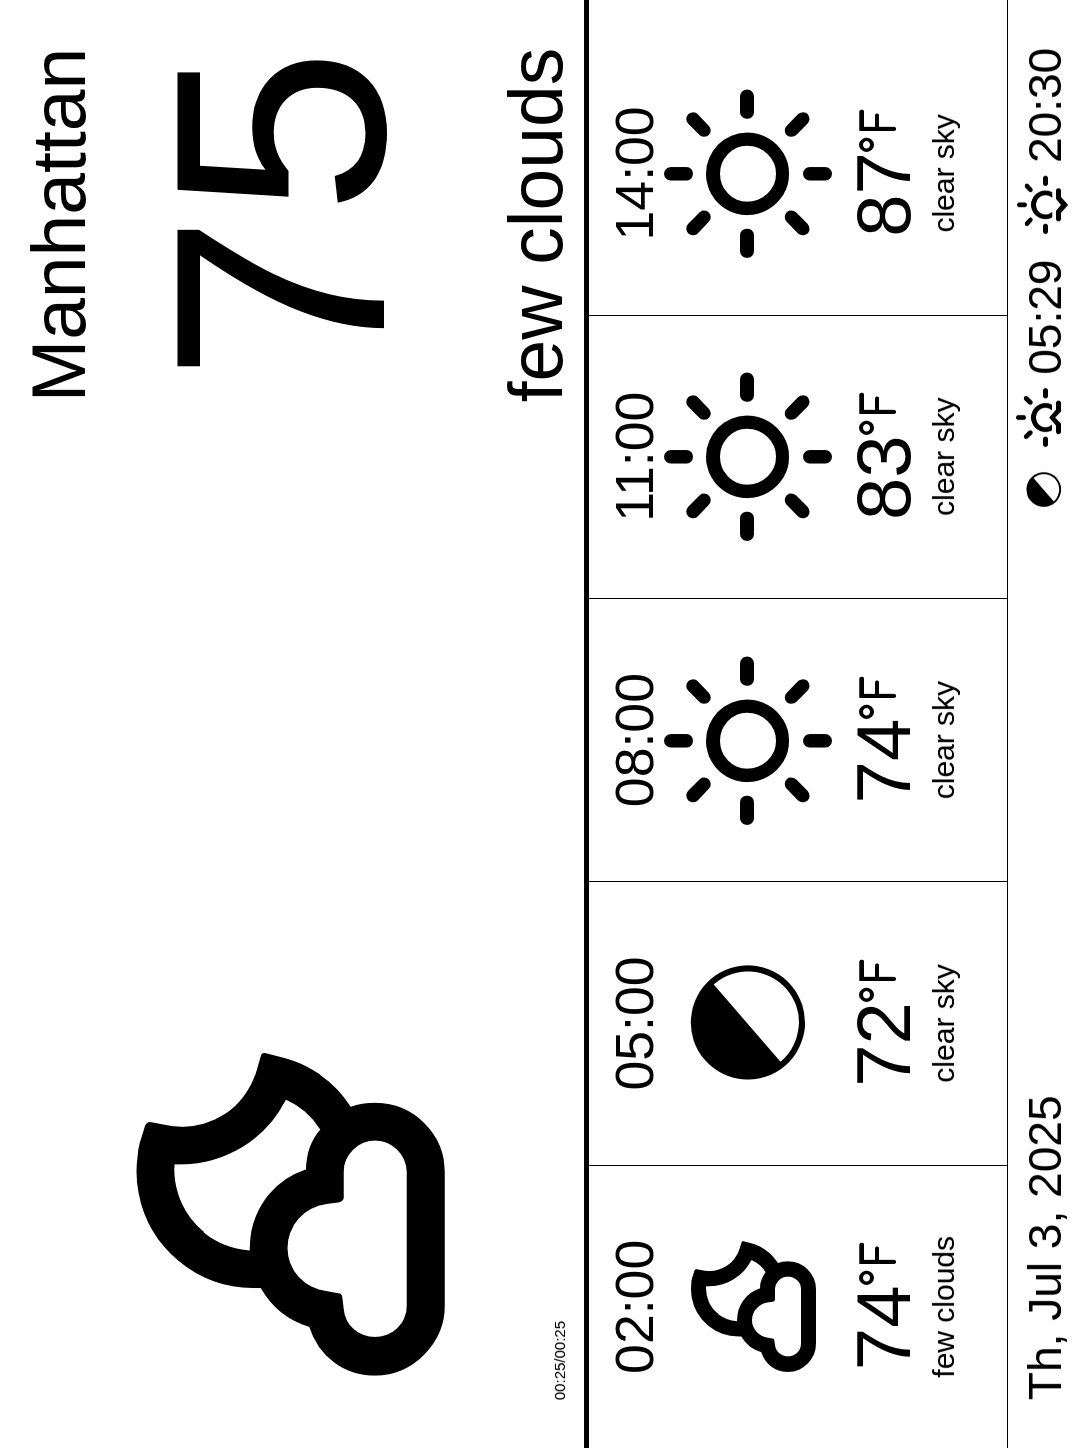 Manhattan
75
few clouds
00:25/00:25
02:00
74°F
few clouds
05:00
72°F
clear sky
08:00
74°F
clear sky
11:00
83°F
clear sky
14:00
87°F
clear sky
Th, Jul 3, 2025
05:29
20:30